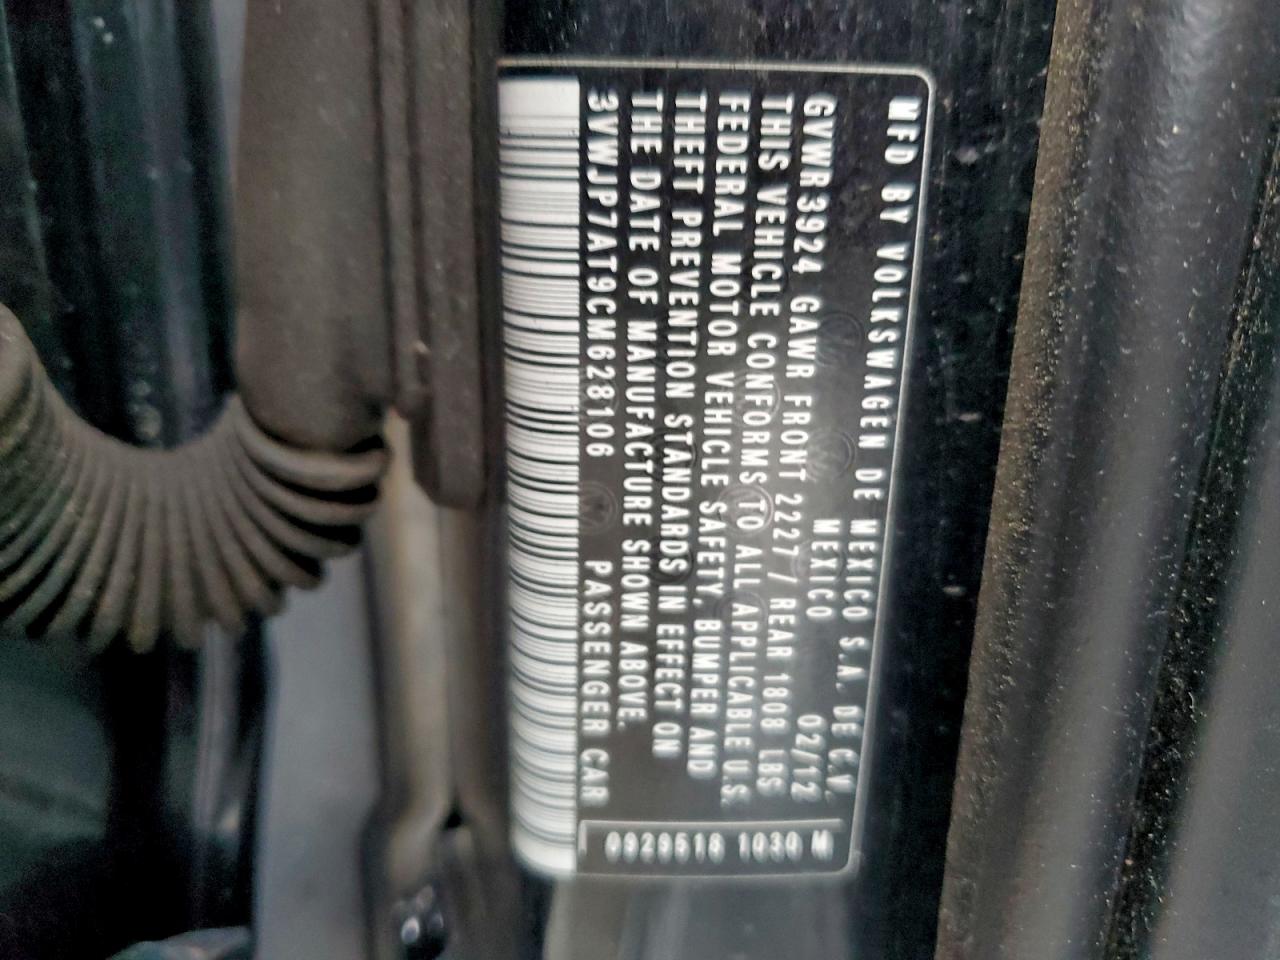 MFD BY VOLKSWAGEN DE MEXICO S.A. DE C.V.
MEXICO 02/12
GVWR 3924 GAWR FRONT 2227 / REAR 1808 LBS
THIS VEHICLE CONFORMS TO ALL APPLICABLE U.S.
FEDERAL MOTOR VEHICLE SAFETY, BUMPER AND
THEFT PREVENTION STANDARDS IN EFFECT ON
THE DATE OF MANUFACTURE SHOWN ABOVE.
3VWJP7AT9CM628106 PASSENGER CAR
1030 M